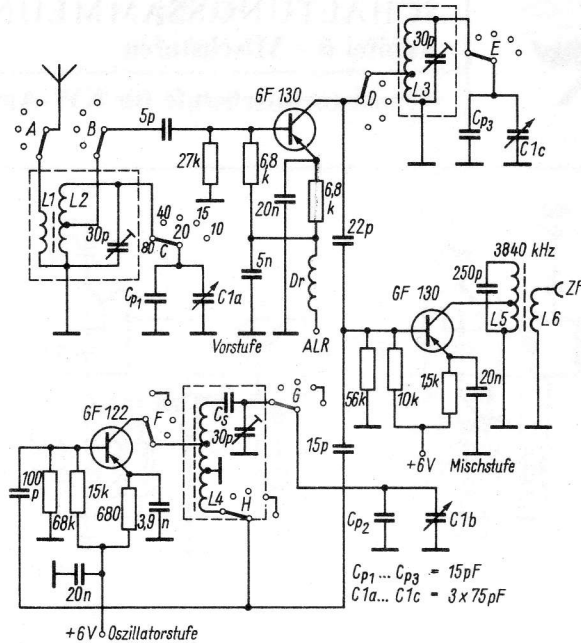 30p
E
L3
Cp3
C1c
A
B
5p
GF 130
D
27k
6,8 k
20n
6,8 k
22p
L1
L2
30p
80
40
20
15
10
C
Cp1
C1a
5n
Vorstufe
Dr
ALR
3840 kHz
250p
GF 130
L5
L6
ZF
56k
10k
1,5k
20n
+6V
Mischstufe
GF 122
F
Cs
30p
G
15p
L4
H
100 p
68k
15k
680
3,9 n
20n
Cp2
C1b
Cp1 ... Cp3 = 15pF
C1a... C1c = 3 x 75pF
+6V
Oszillatorstufe